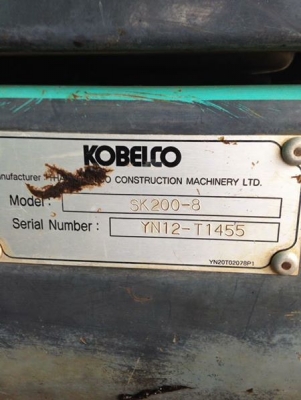 KOBELCO
CONSTRUCTION MACHINERY LTD.
Model: SK200-8
Serial Number: YN12-T1455
YN20T02078P1